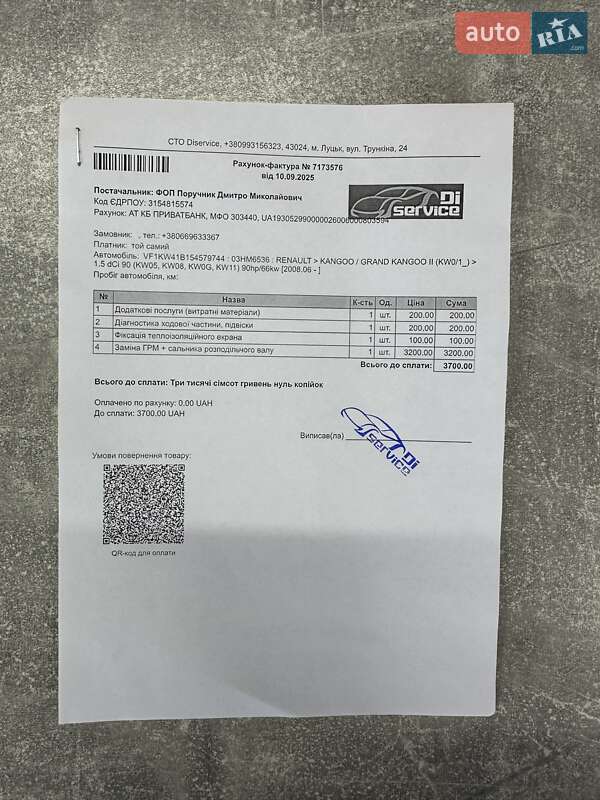 auto RIA .com
СТО Diservice, +380993156323, 43024, м. Луцьк, вул. Трункіна, 24
Рахунок-фактура № 7173576
від 10.09.2025
Постачальник: ФОП Поручник Дмитро Миколайович
Код ЄДРПОУ: 3154815574
Рахунок: АТ КБ ПРИВАТБАНК, МФО 303440,
Di service
Замовник: , тел.: +380669633367
Платник: той самий
Автомобіль: VF1KW41B154579744 : 03HM6536 : RENAULT > KANGOO / GRAND KANGOO II (KW0/1_) >
1.5 dCi 90 (KW05, KW08, KW0G, KW11) 90hp/66kw [2008.06 - ]
Пробіг автомобіля, км:
№ Назва К-сть Од. Ціна Сума
1 Додаткові послуги (витратні матеріали) 1 шт. 200.00 200.00
2 Діагностика ходової частини, підвіски 1 шт. 200.00 200.00
3 Фіксація теплоізоляційного екрана 1 шт. 100.00 100.00
4 Заміна ГРМ + сальника розподільчого валу 1 шт. 3200.00 3200.00
Всього до сплати: 3700.00
Всього до сплати: Три тисячі сімсот гривень нуль копійок
Оплачено по рахунку: 0.00 UAH
До сплати: 3700.00 UAH
Виписав(ла)
Di service
Умови повернення товару:
QR-код для оплати